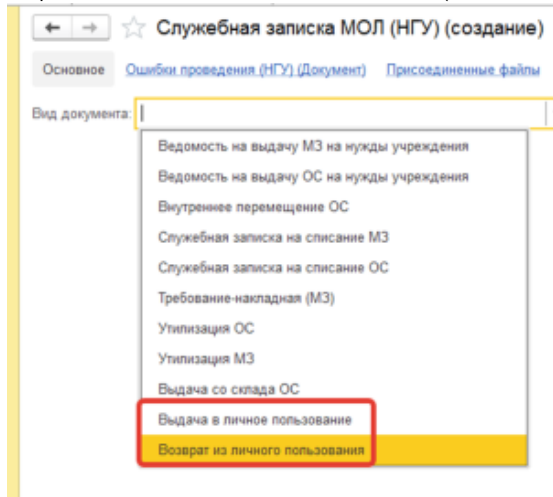 Служебная записка МОЛ (НГУ) (создание)
Основное Ошибки проведения (НГУ) (Документ) Присоединенные файлы
Вид документа:
Ведомость на выдачу МЗ на нужды учреждения
Ведомость на выдачу ОС на нужды учреждения
Внутреннее перемещение ОС
Служебная записка на списание МЗ
Служебная записка на списание ОС
Требование-накладная (МЗ)
Утилизация ОС
Утилизация МЗ
Выдача со склада ОС
Выдача в личное пользование
Возврат из личного пользования